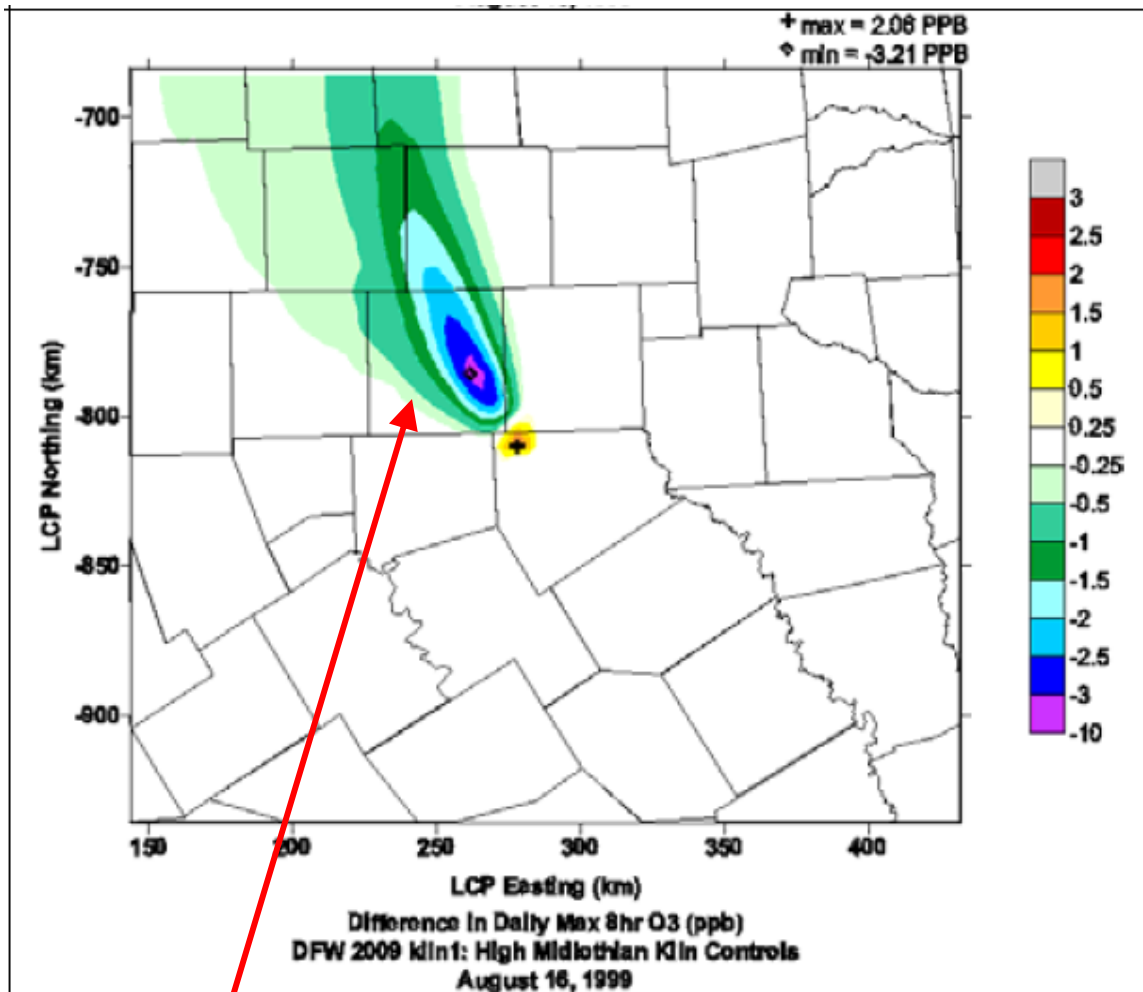 + max = 2.06 PPB
◇ min = -3.21 PPB
-700
-750
-800
-850
-900
LCP Northing (km)
3
2.5
2
1.5
1
0.5
0.25
-0.25
-0.5
-1
-1.5
-2
-2.5
-3
-10
150 200 250 300 350 400
LCP Easting (km)
Difference in Daily Max 8hr O3 (ppb)
DFW 2009 kiln1: High Midlothian Kiln Controls
August 16, 1999